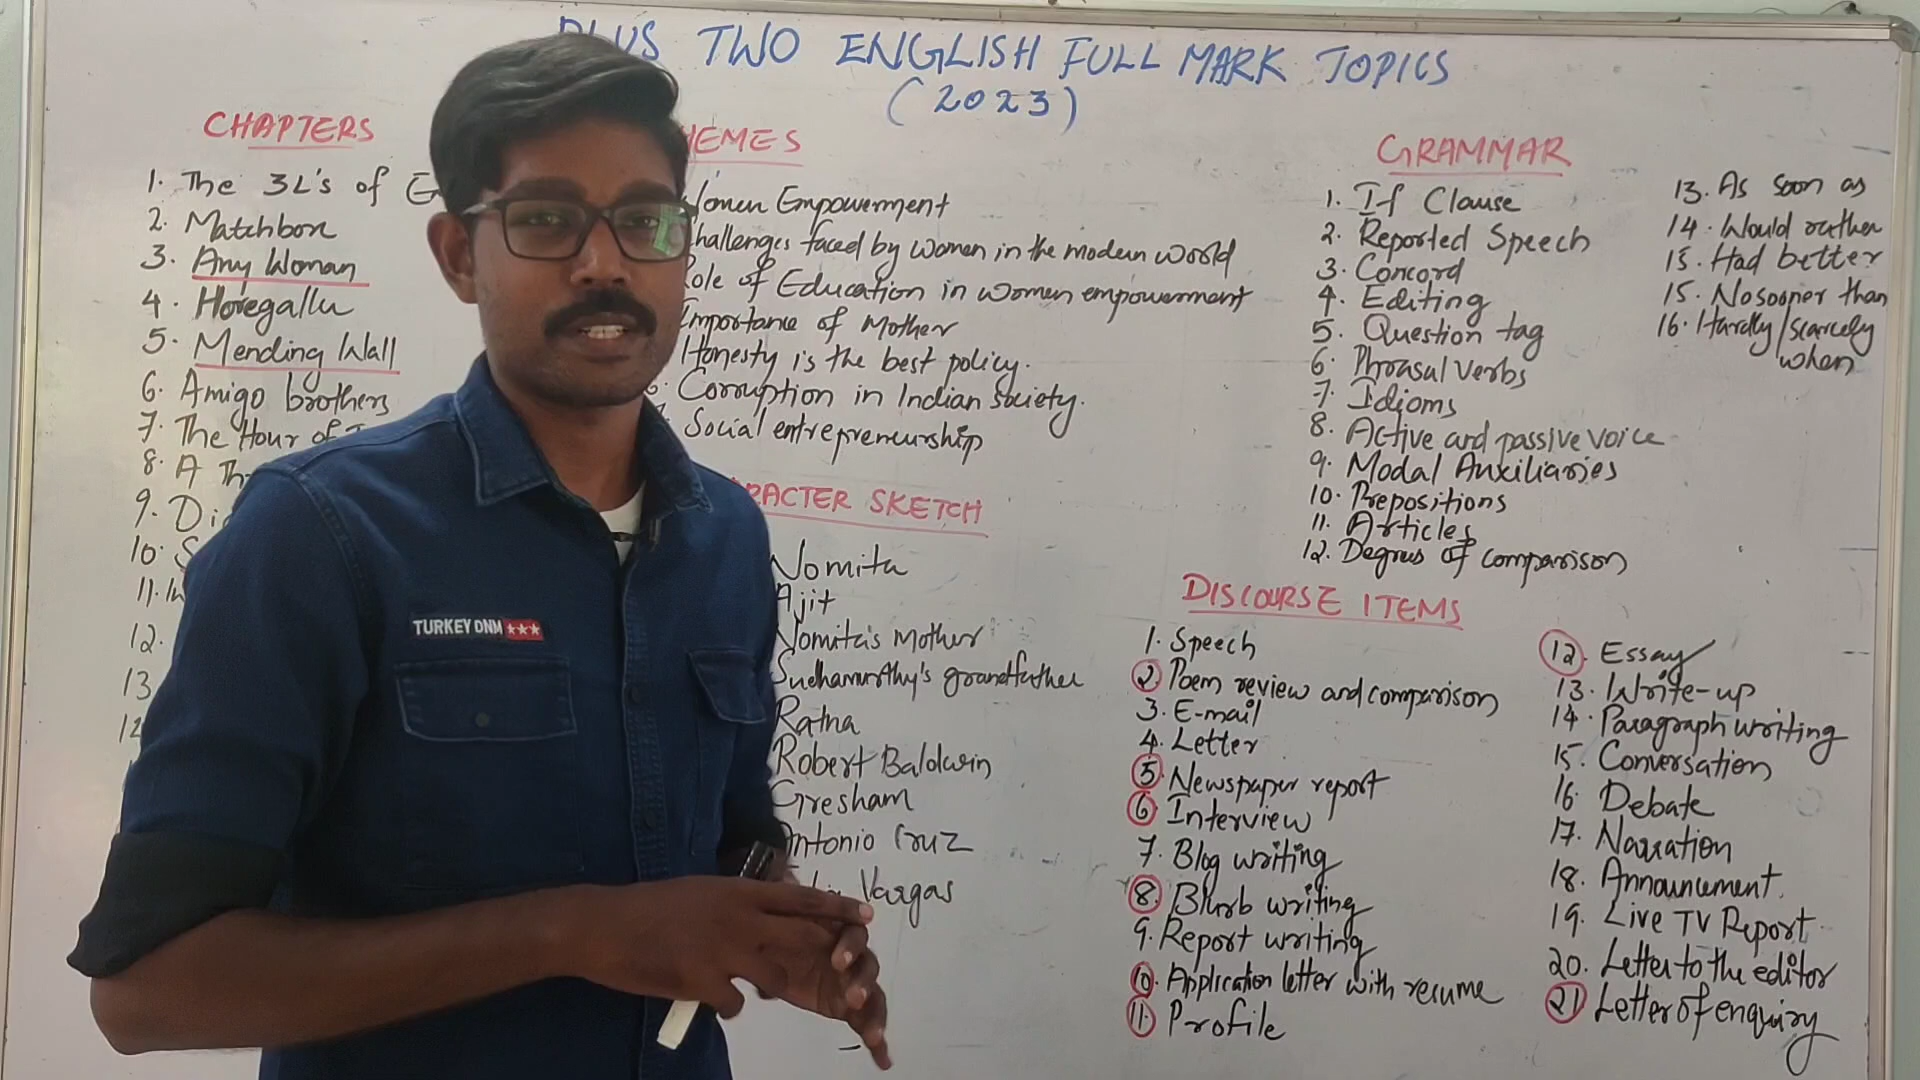 PLUS TWO ENGLISH FULL MARK TOPICS
(2023)
CHAPTERS
1. The 3L's of E
2. Matchbox
3. Any Woman
4. Horegallu
5. Mending Wall
6. Amigo brothers
7. The Hour of
8. A Th
9. Di
10. S
11. In
12.
13
HEMES
Women Empowerment
Challenges faced by women in the modern world
Role of Education in women empowerment
Importance of Mother
Honesty is the best policy.
6. Corruption in Indian society.
7. Social entrepreneurship
RACTER SKETCH
Nomita
Ajit
Nomita's Mother
Sudhamurthy's grandfather
Ratna
Robert Baldwin
Gresham
Antonio Cruz
Vargas
GRAMMAR
1. If Clause
2. Reported Speech
3. Concord
4. Editing
5. Question tag
6. Phrasal verbs
7. Idioms
8. Active and passive voice
9. Modal Auxiliaries
10. Prepositions
11. Articles
12. Degrees of comparison
13. As soon as
14. Would rather
15. Had better
15. No sooner than
16. Hardly/scarcely
when
DISCOURSE ITEMS
1. Speech
2. Poem review and comparison
3. E-mail
4. Letter
5. Newspaper report
6. Interview
7. Blog writing
8. Blurb writing
9. Report writing
10. Application letter with resume
11. Profile
12. Essay
13. Write-up
14. Paragraph writing
15. Conversation
16. Debate
17. Narration
18. Announcement.
19. Live TV Report
20. Letter to the editor
21 Letter of enquiry
TURKEY DNM